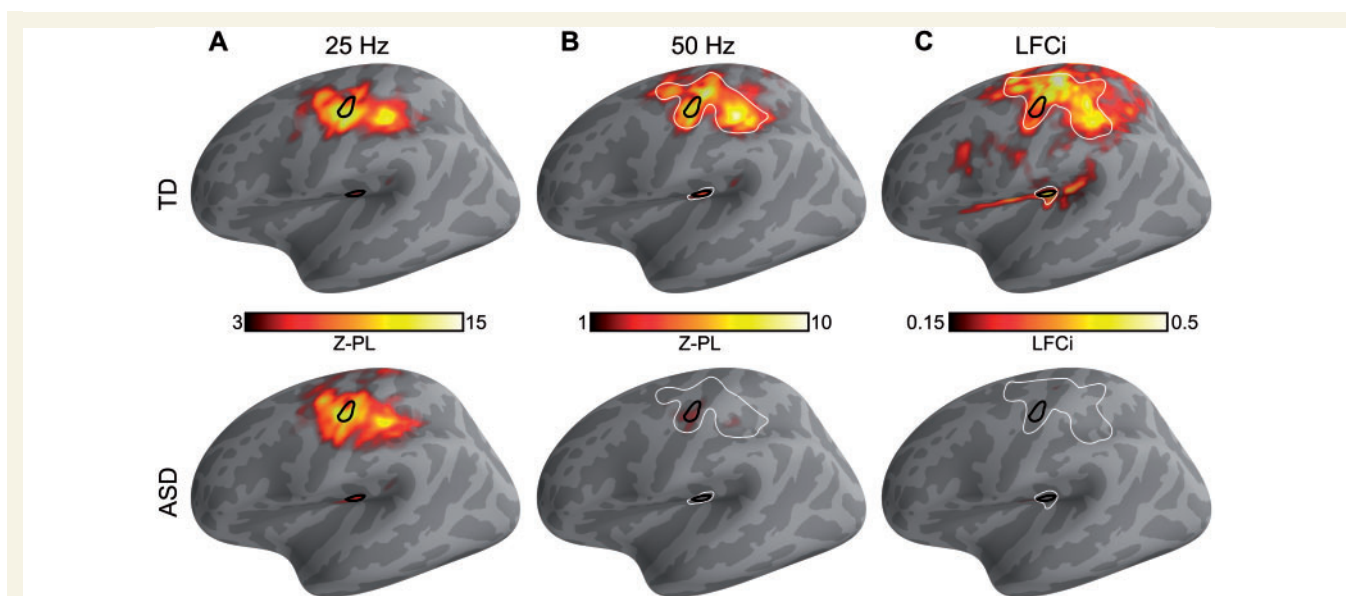 A 25 Hz B 50 Hz C LFCi
TD
3 15 1 10 0.15 0.5
Z-PL Z-PL LFCi
ASD